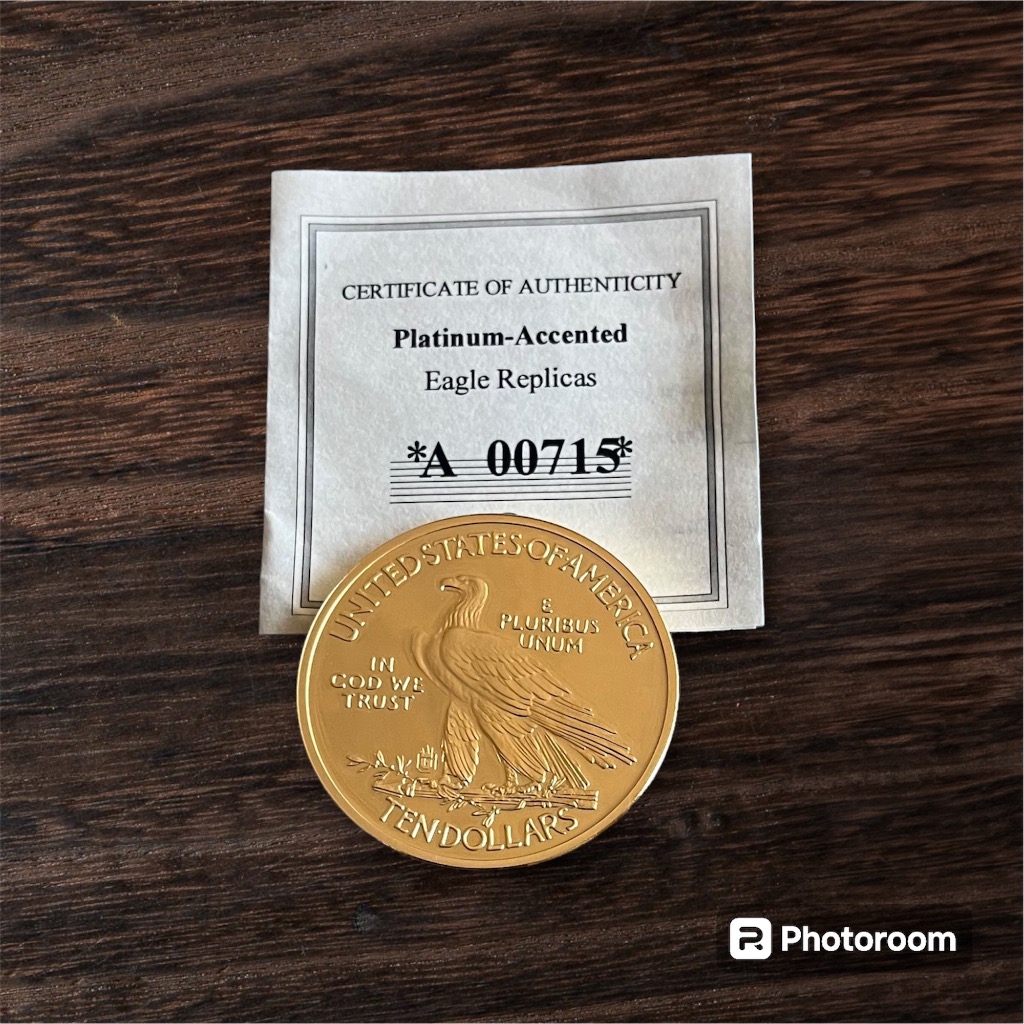 CERTIFICATE OF AUTHENTICITY
Platinum-Accented
Eagle Replicas
*A 00715*
UNITED·STATES·OF·AMERICA
E
PLURIBUS
UNUM
IN
GOD WE
TRUST
TEN·DOLLARS
Photoroom